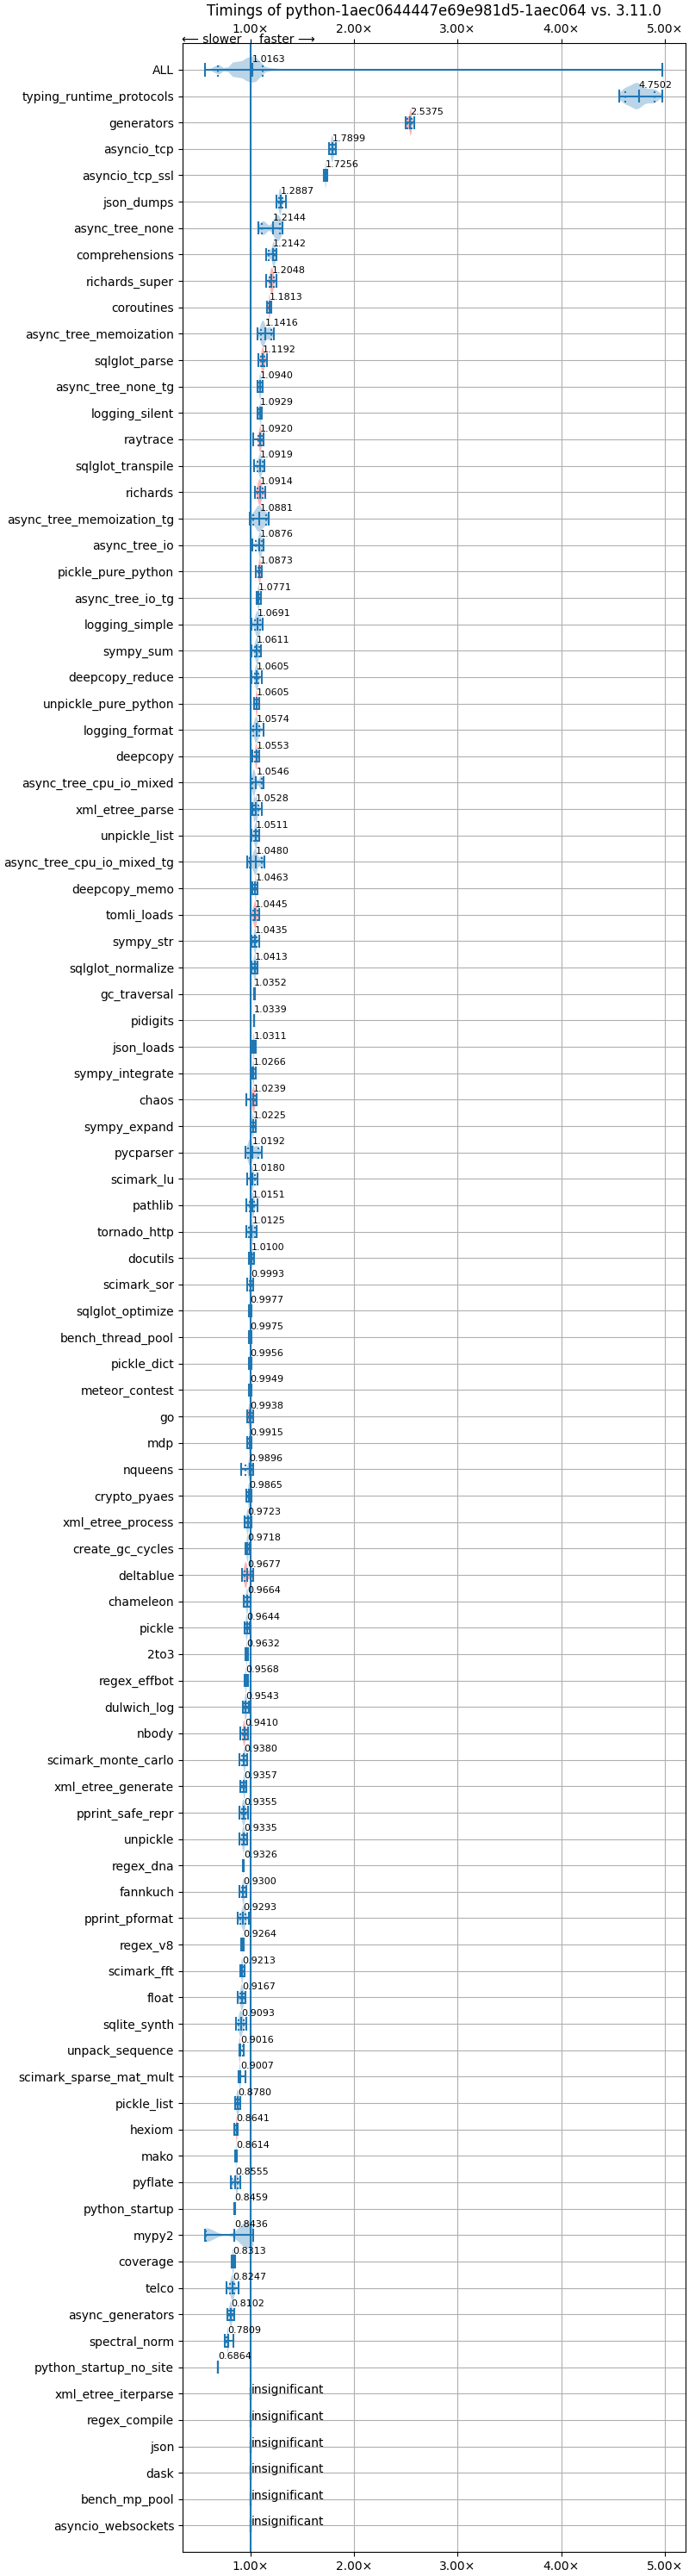 Timings of python-1aec0644447e69e981d5-1aec064 vs. 3.11.0
1.00× 2.00× 3.00× 4.00× 5.00×
⟵ slower faster ⟶
ALL 1.0163
typing_runtime_protocols 4.7502
generators 2.5375
asyncio_tcp 1.7899
asyncio_tcp_ssl 1.7256
json_dumps 1.2887
async_tree_none 1.2144
comprehensions 1.2142
richards_super 1.2048
coroutines 1.1813
async_tree_memoization 1.1416
sqlglot_parse 1.1192
async_tree_none_tg 1.0940
logging_silent 1.0929
raytrace 1.0920
sqlglot_transpile 1.0919
richards 1.0914
async_tree_memoization_tg 1.0881
async_tree_io 1.0876
pickle_pure_python 1.0873
async_tree_io_tg 1.0771
logging_simple 1.0691
sympy_sum 1.0611
deepcopy_reduce 1.0605
unpickle_pure_python 1.0605
logging_format 1.0574
deepcopy 1.0553
async_tree_cpu_io_mixed 1.0546
xml_etree_parse 1.0528
unpickle_list 1.0511
async_tree_cpu_io_mixed_tg 1.0480
deepcopy_memo 1.0463
tomli_loads 1.0445
sympy_str 1.0435
sqlglot_normalize 1.0413
gc_traversal 1.0352
pidigits 1.0339
json_loads 1.0311
sympy_integrate 1.0266
chaos 1.0239
sympy_expand 1.0225
pycparser 1.0192
scimark_lu 1.0180
pathlib 1.0151
tornado_http 1.0125
docutils 1.0100
scimark_sor 0.9993
sqlglot_optimize 0.9977
bench_thread_pool 0.9975
pickle_dict 0.9956
meteor_contest 0.9949
go 0.9938
mdp 0.9915
nqueens 0.9896
crypto_pyaes 0.9865
xml_etree_process 0.9723
create_gc_cycles 0.9718
deltablue 0.9677
chameleon 0.9664
pickle 0.9644
2to3 0.9632
regex_effbot 0.9568
dulwich_log 0.9543
nbody 0.9410
scimark_monte_carlo 0.9380
xml_etree_generate 0.9357
pprint_safe_repr 0.9355
unpickle 0.9335
regex_dna 0.9326
fannkuch 0.9300
pprint_pformat 0.9293
regex_v8 0.9264
scimark_fft 0.9213
float 0.9167
sqlite_synth 0.9093
unpack_sequence 0.9016
scimark_sparse_mat_mult 0.9007
pickle_list 0.8780
hexiom 0.8641
mako 0.8614
pyflate 0.8555
python_startup 0.8459
mypy2 0.8436
coverage 0.8313
telco 0.8247
async_generators 0.8102
spectral_norm 0.7809
python_startup_no_site 0.6864
xml_etree_iterparse insignificant
regex_compile insignificant
json insignificant
dask insignificant
bench_mp_pool insignificant
asyncio_websockets insignificant
1.00× 2.00× 3.00× 4.00× 5.00×